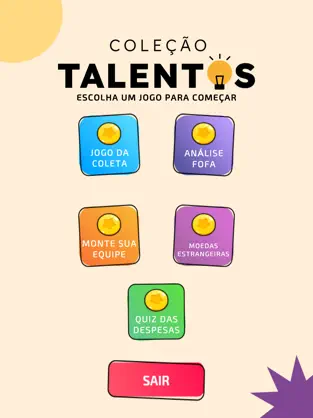 COLEÇÃO
TALENTOS
ESCOLHA UM JOGO PARA COMEÇAR
JOGO DA
COLETA
ANÁLISE
FOFA
MONTE SUA
EQUIPE
MOEDAS
ESTRANGEIRAS
QUIZ DAS
DESPESAS
SAIR